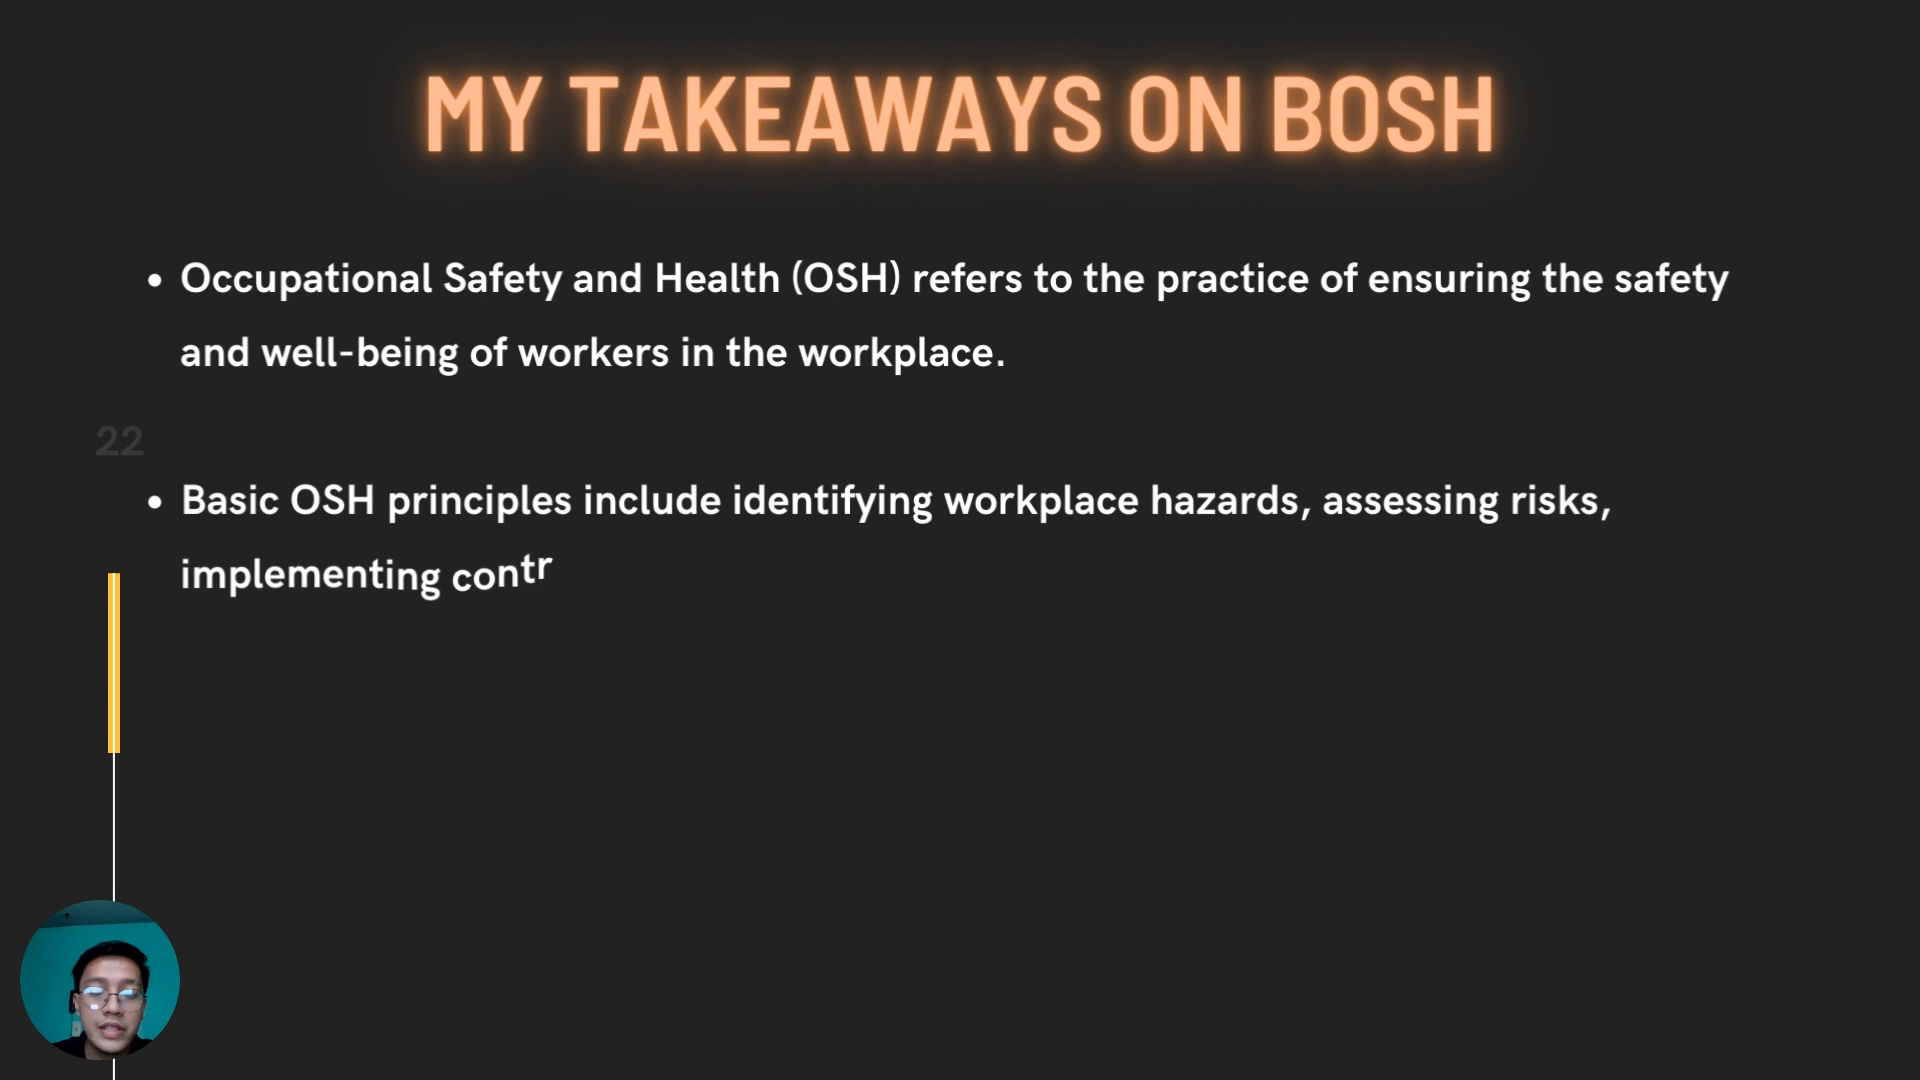 MY TAKEAWAYS ON BOSH
• Occupational Safety and Health (OSH) refers to the practice of ensuring the safety
and well-being of workers in the workplace.
22
• Basic OSH principles include identifying workplace hazards, assessing risks,
implementing contr